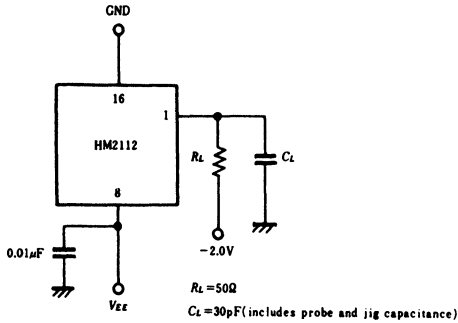 GND
16
1
HM2112
RL
CL
8
0.01μF
−2.0V
VEE
RL=50Ω
CL=30pF(includes probe and jig capacitance)